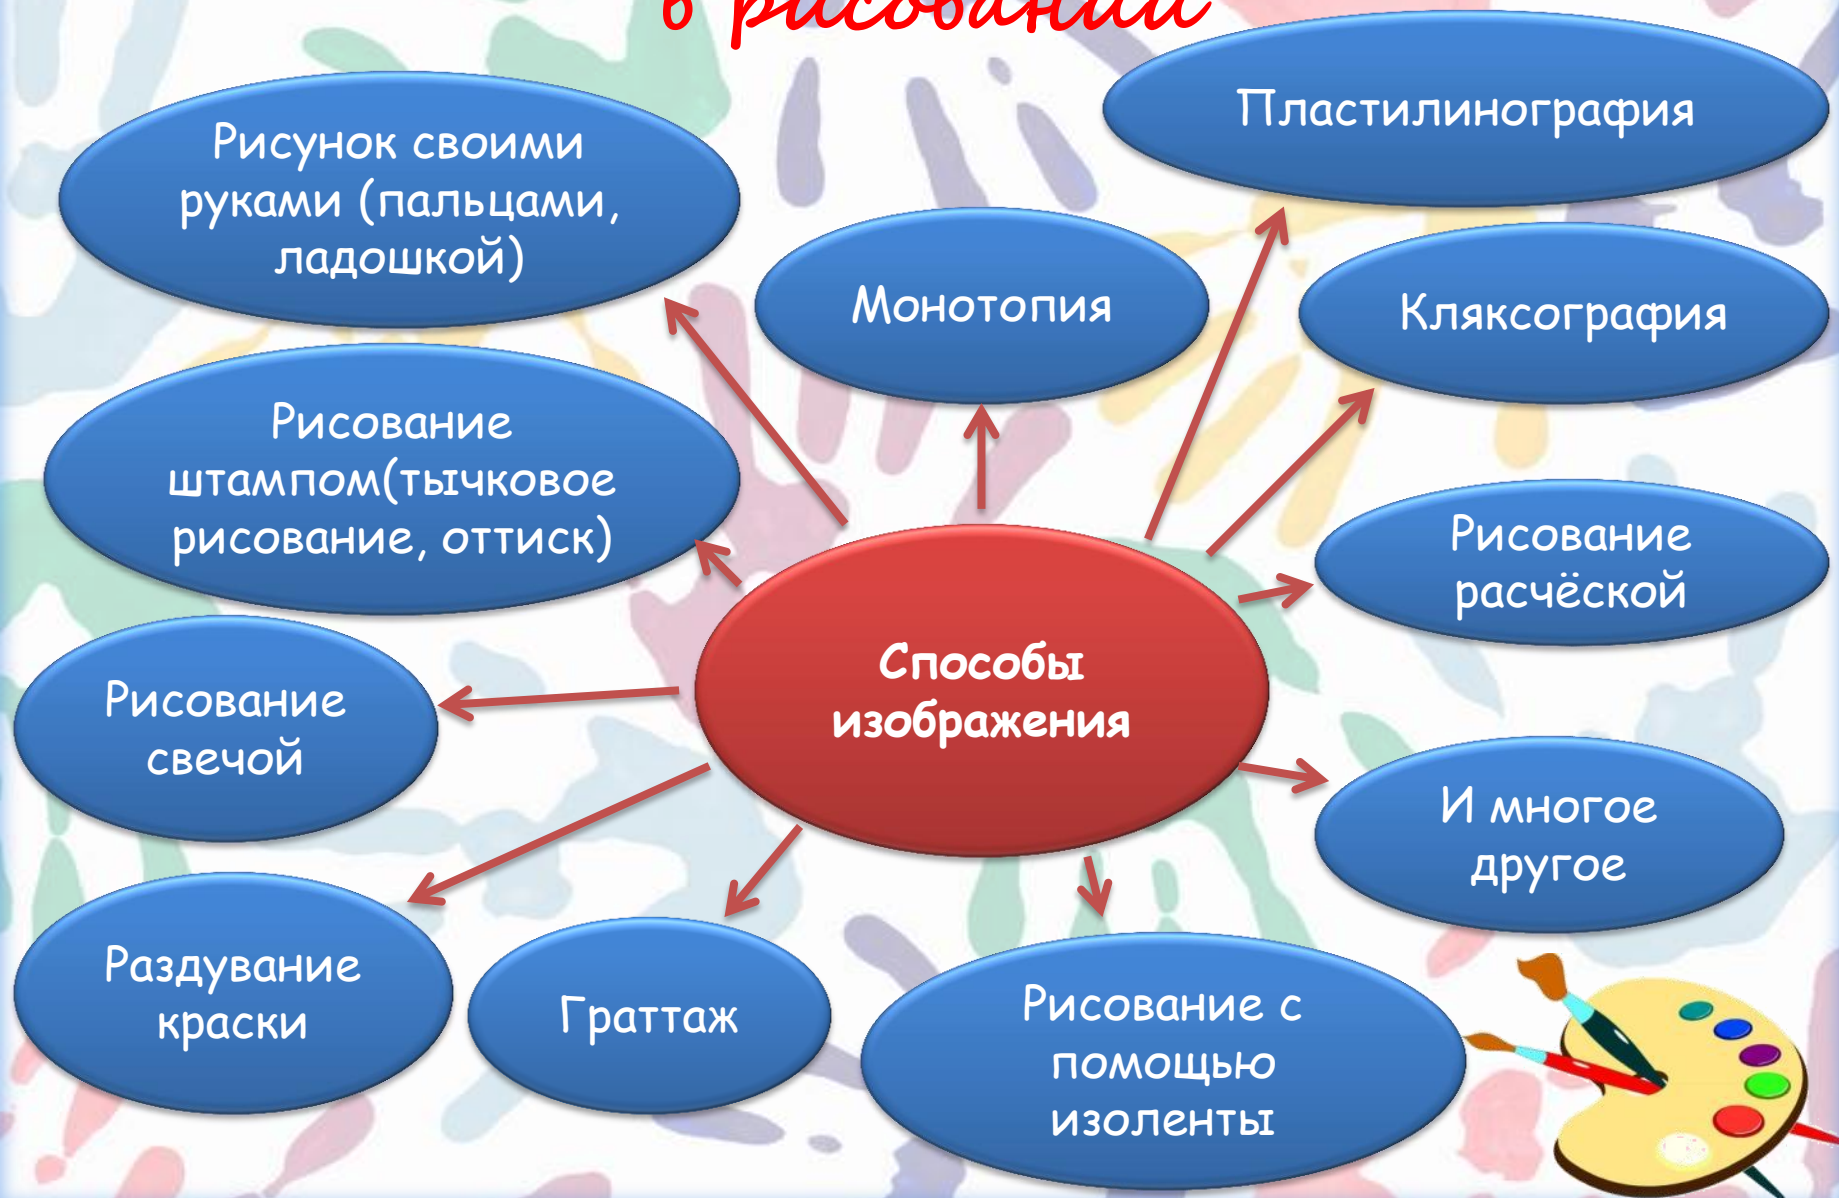 в рисовании
Пластилинография
Рисунок своими
руками (пальцами,
ладошкой)
Монотопия
Кляксография
Рисование
штампом(тычковое
рисование, оттиск)
Рисование
расчёской
Способы
изображения
Рисование
свечой
И многое
другое
Раздувание
краски
Граттаж
Рисование с
помощью
изоленты